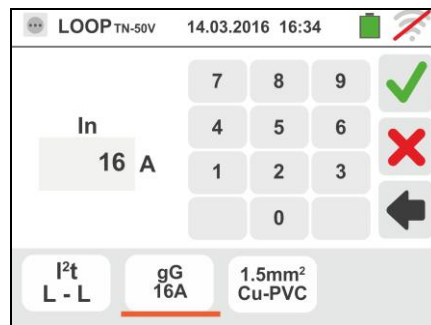 LOOP TN-50V 14.03.2016 16:34
7 8 9
In
4 5 6
16 A
1 2 3
0
I²t
L - L
gG
16A
1.5mm²
Cu-PVC